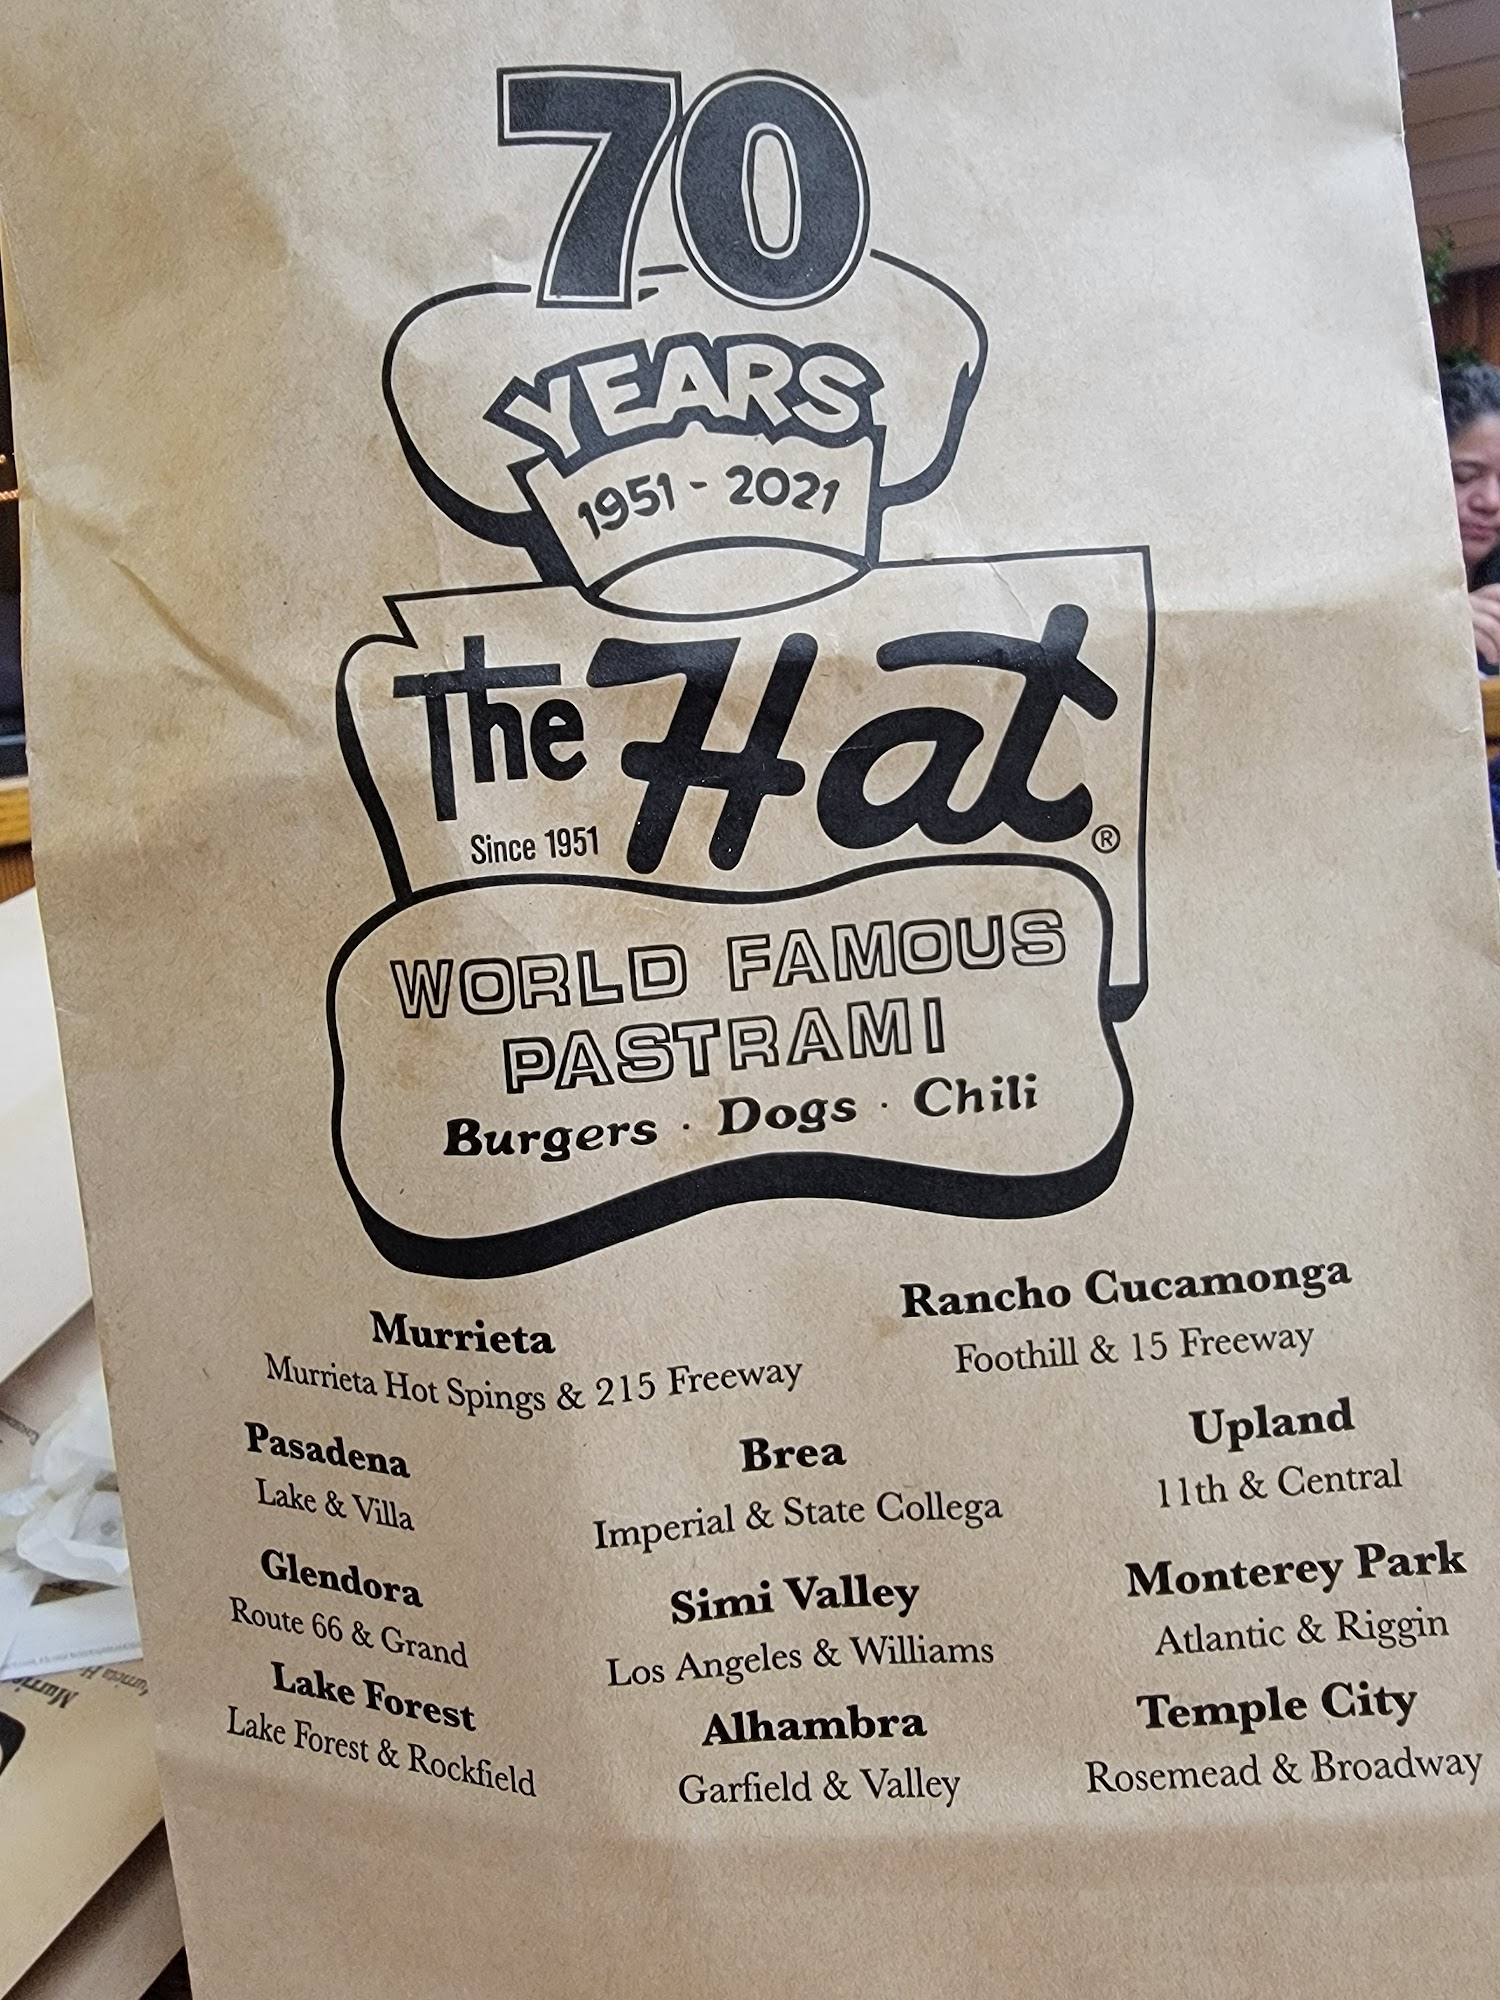 70
YEARS
1951 - 2021
The Hat
Since 1951
®
WORLD FAMOUS
PASTRAMI
Burgers · Dogs · Chili
Murrieta
Murrieta Hot Spings & 215 Freeway
Rancho Cucamonga
Foothill & 15 Freeway
Pasadena
Lake & Villa
Brea
Imperial & State Collega
Upland
11th & Central
Glendora
Route 66 & Grand
Simi Valley
Los Angeles & Williams
Monterey Park
Atlantic & Riggin
Lake Forest
Lake Forest & Rockfield
Alhambra
Garfield & Valley
Temple City
Rosemead & Broadway